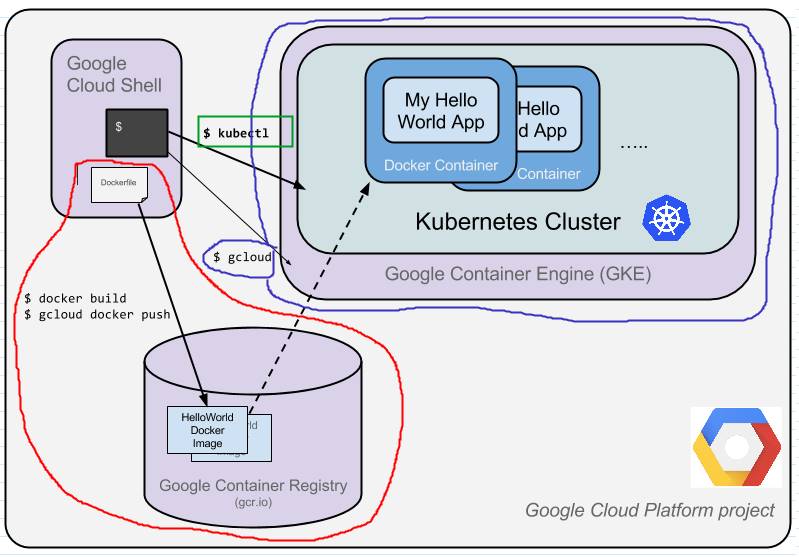 Google
Cloud Shell
$
Dockerfile
$ kubectl
My Hello
World App
Docker Container
Hello
d App
Container
.....
Kubernetes Cluster
$ gcloud
Google Container Engine (GKE)
$ docker build
$ gcloud docker push
HelloWorld
Docker
Image
Google Container Registry
(gcr.io)
Google Cloud Platform project